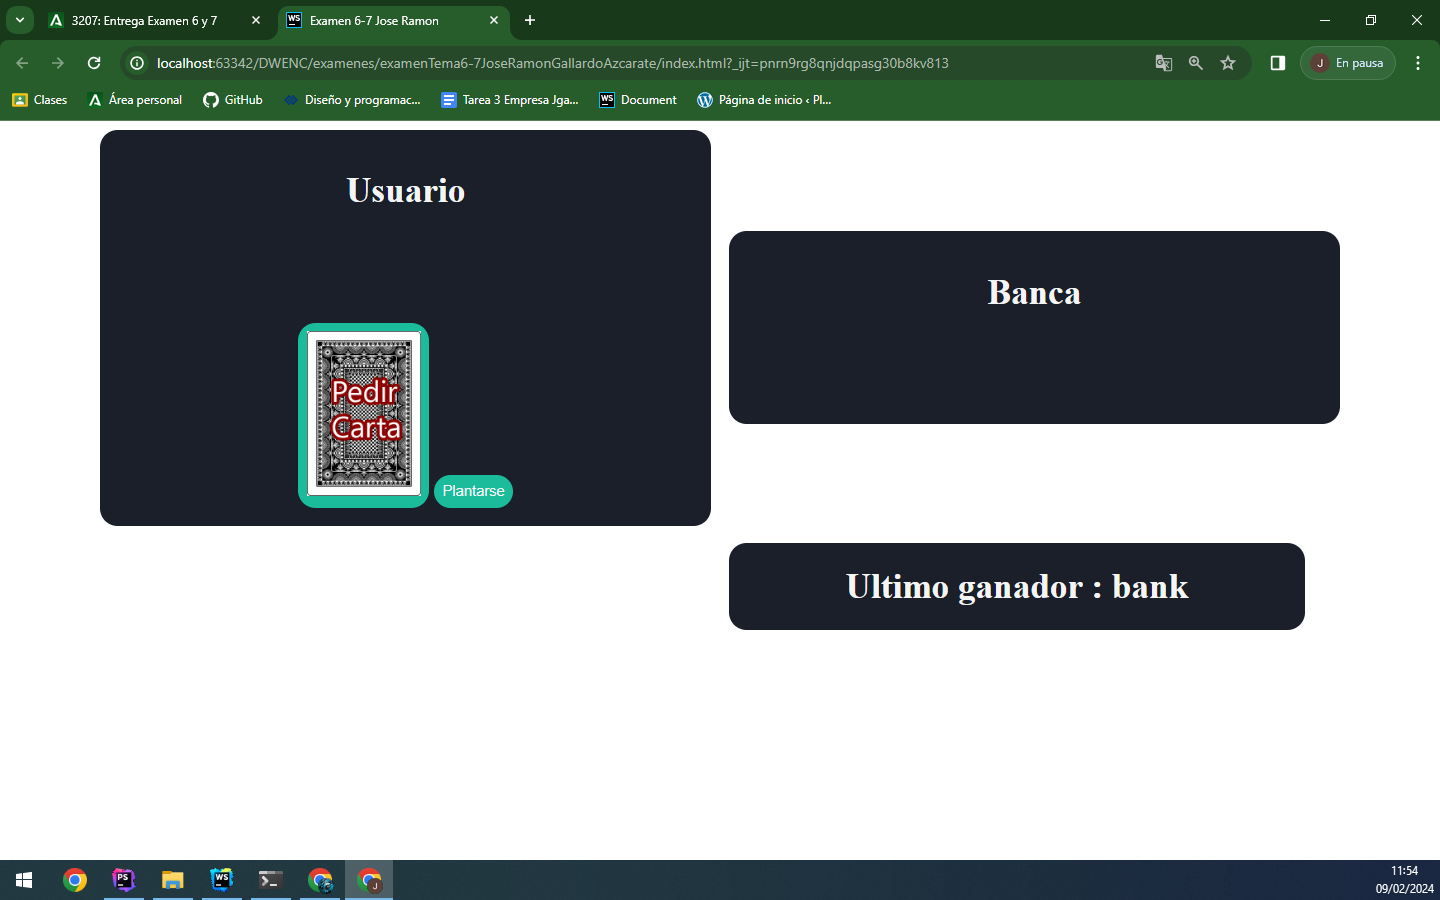 3207: Entrega Examen 6 y 7
Examen 6-7 Jose Ramon
localhost:63342/DWENC/examenes/examenTema6-7JoseRamonGallardoAzcarate/index.html?_ijt=pnrn9rg8qnjdqpasg30b8kv813
J En pausa
Clases
Área personal
GitHub
Diseño y programac...
Tarea 3 Empresa Jga...
Document
Página de inicio ‹ Pl...
Usuario
Pedir
Carta
Plantarse
Banca
Ultimo ganador : bank
11:54
09/02/2024